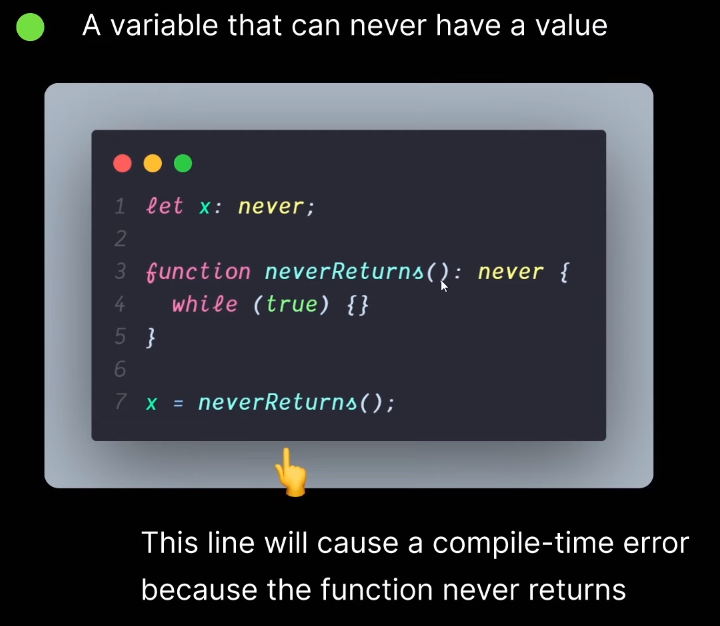 A variable that can never have a value
1 let x: never;
2
3 function neverReturns(): never {
4 while (true) {}
5 }
6
7 x = neverReturns();
This line will cause a compile-time error
because the function never returns